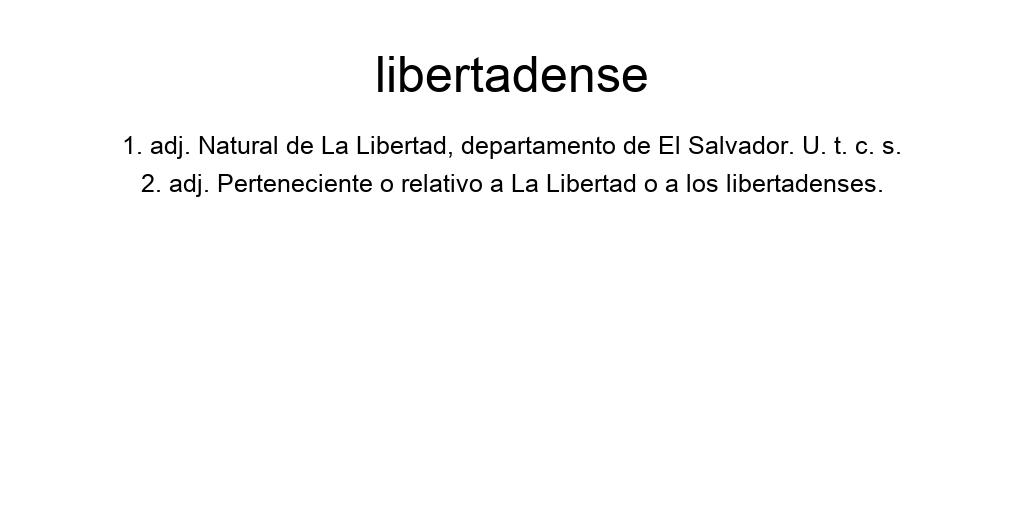 libertadense
1. adj. Natural de La Libertad, departamento de El Salvador. U. t. c. s.
2. adj. Perteneciente o relativo a La Libertad o a los libertadenses.